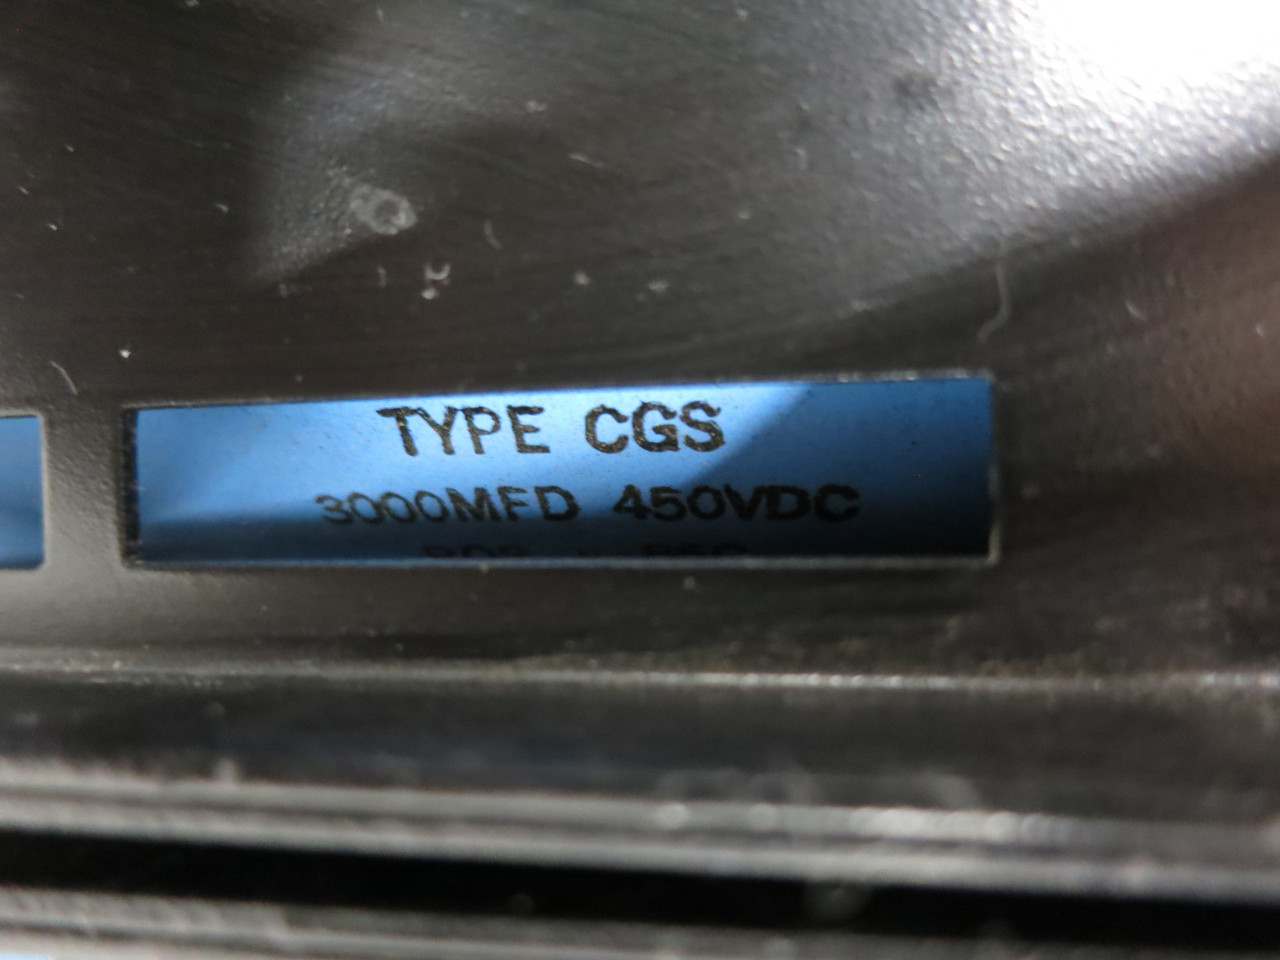 TYPE CGS
3000MFD 450VDC